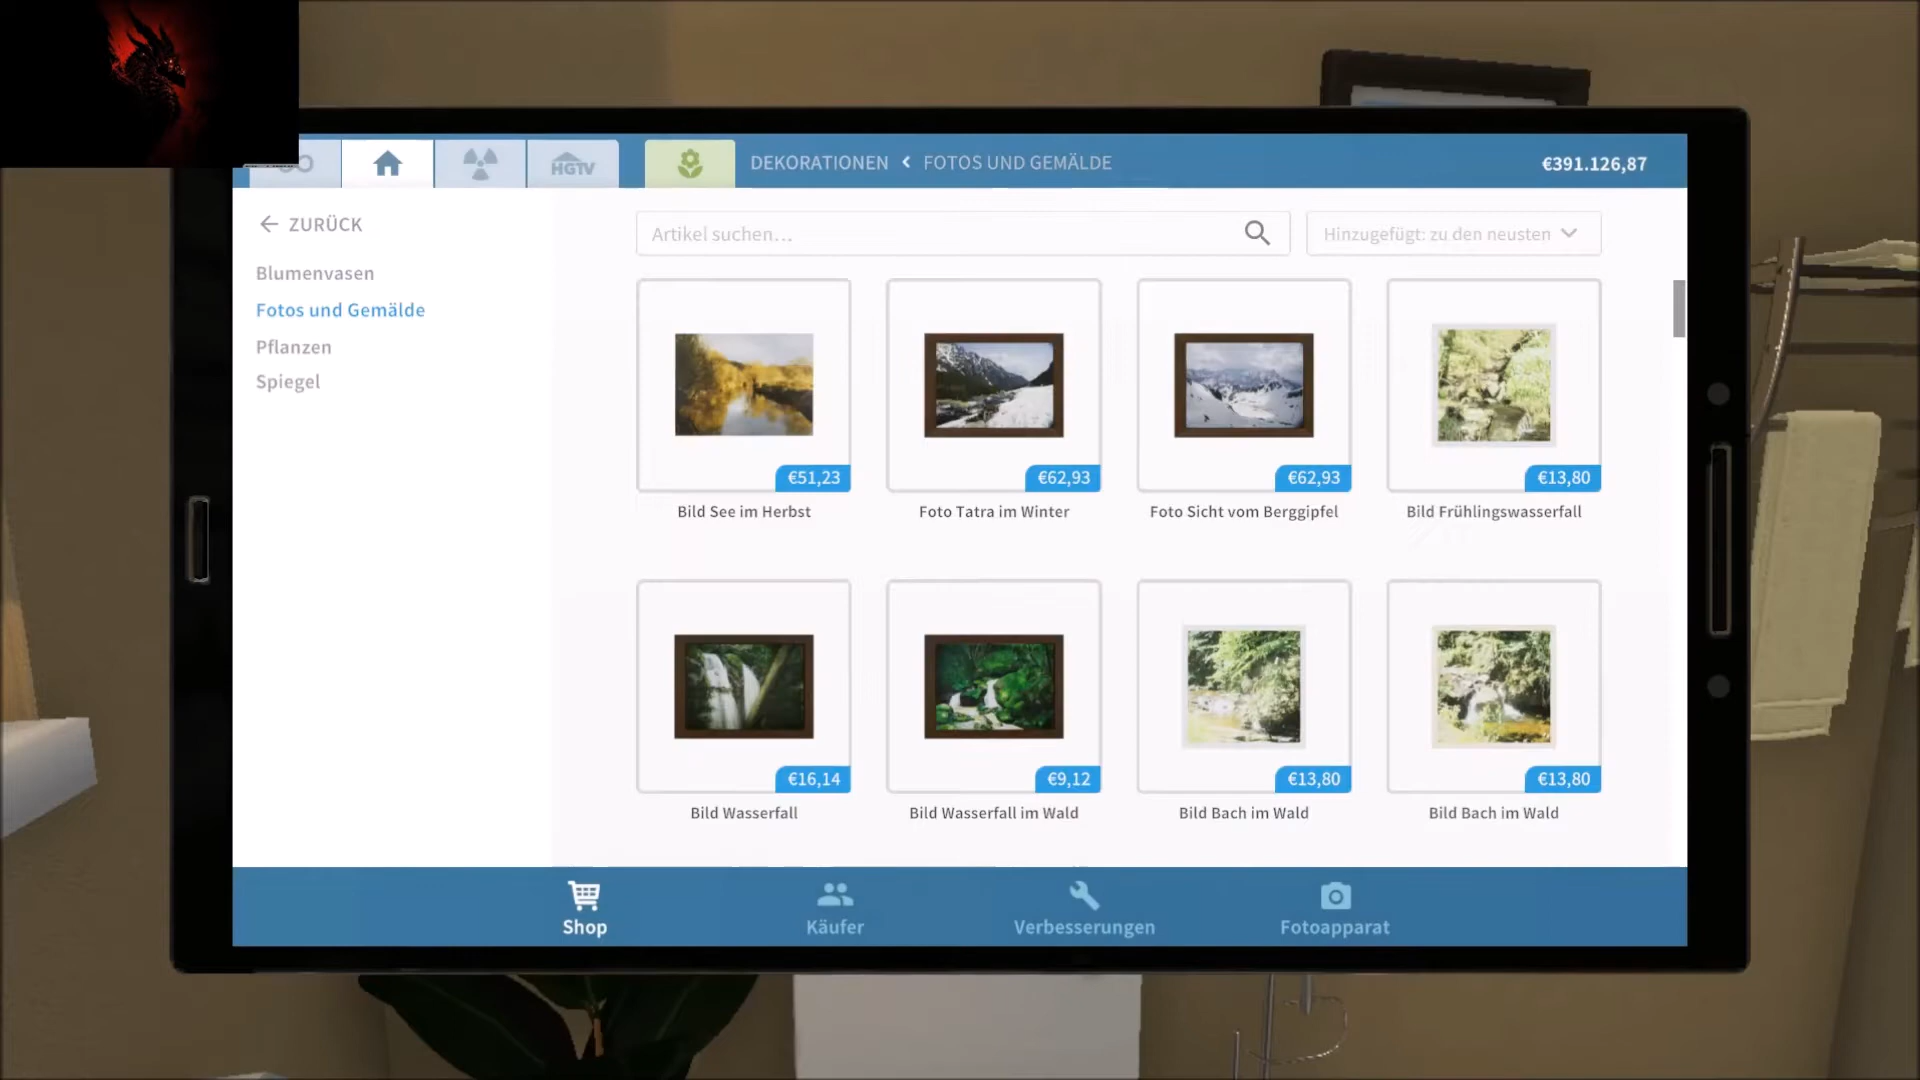 HGTV
DEKORATIONEN < FOTOS UND GEMÄLDE
€391.126,87
← ZURÜCK
Blumenvasen
Fotos und Gemälde
Pflanzen
Spiegel
Artikel suchen...
Hinzugefügt: zu den neusten
€51,23
€62,93
€62,93
€13,80
Bild See im Herbst
Foto Tatra im Winter
Foto Sicht vom Berggipfel
Bild Frühlingswasserfall
€16,14
€9,12
€13,80
€13,80
Bild Wasserfall
Bild Wasserfall im Wald
Bild Bach im Wald
Bild Bach im Wald
Shop
Käufer
Verbesserungen
Fotoapparat